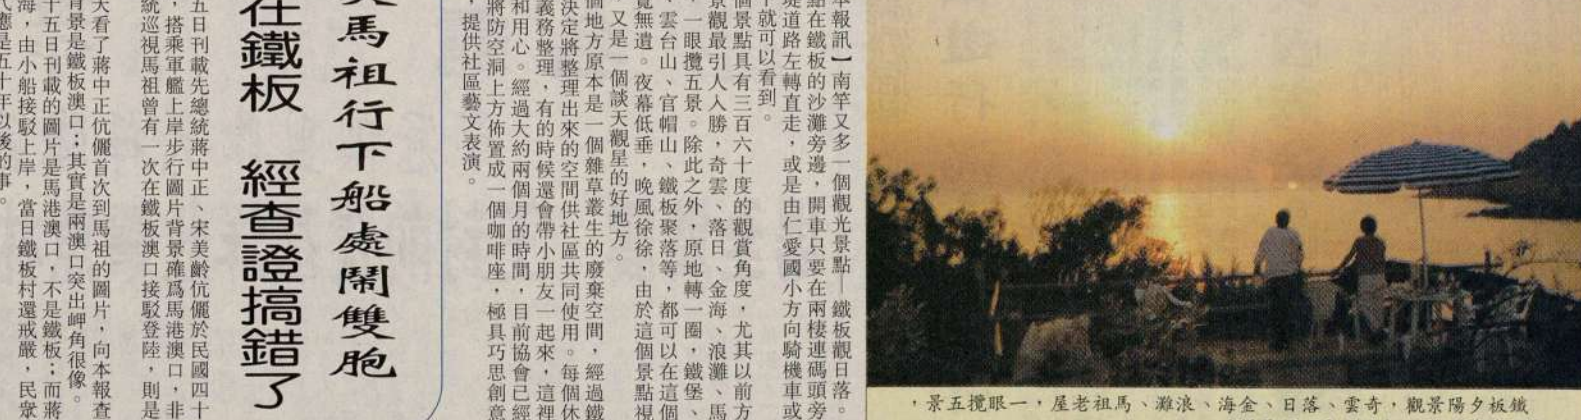 本報訊】南竿又多一個觀光景點—鐵板觀日落。
點在鐵板的沙灘旁邊，開車只要在兩棲連碼頭旁
堤道路左轉直走，或是由仁愛國小方向騎機車或
就可以看到。
個景點具有三百六十度的觀賞角度，尤其以前方
景觀最引人入勝，奇雲、落日、金海、浪灘、馬
，一眼攬五景。除此之外，原地轉一圈，鐵堡、
雲台山、官帽山、鐵板聚落等，都可以在這個
覽無遺。夜幕低垂，晚風徐徐，由於這個景點視
又是一個談天觀星的好地方。
個地方原本是一個雜草叢生的廢棄空間，經過鐵
決定將整理出來的空間供社區共同使用。每個休
義務整理，有的時候還會帶小朋友一起來，這裡
和用心。經過大約兩個月的時間，目前協會已經
將防空洞上方佈置成一個咖啡座，極具巧思創意
，提供社區藝文表演。
鐵板夕陽景觀，奇雲、落日、金海、浪灘、馬祖老屋，一眼攬五景，
馬祖行下船處鬧雙胞
在鐵板　經查證搞錯了
五日刊載先總統蔣中正、宋美齡伉儷於民國四十
，搭乘軍艦上岸步行圖片背景確爲馬港澳口，非
統巡視馬祖曾有一次在鐵板澳口接駁登陸，則是
天看了蔣中正伉儷首次到馬祖的圖片，向本報查
背景是鐵板澳口；其實是兩澳口突出岬角很像。
十五日刊載的圖片是馬港澳口，不是鐵板；而蔣
海，由小船接駁上岸，當日鐵板村還戒嚴，民眾
應是五十年以後的事。